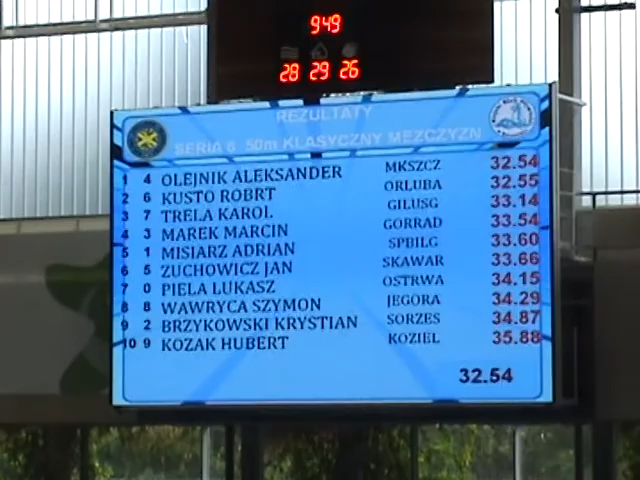 949
28 29 26
REZULTATY
SERIA 6 50m KLASYCZNY MEZCZYZN
1 4 OLEJNIK ALEKSANDER MKSZCZ 32.54
2 6 KUSTO ROBRT ORLUBA 32.55
3 7 TRELA KAROL GILUSG 33.14
4 3 MAREK MARCIN GORRAD 33.54
5 1 MISIARZ ADRIAN SPBILG 33.60
6 5 ZUCHOWICZ JAN SKAWAR 33.66
7 0 PIELA LUKASZ OSTRWA 34.15
8 8 WAWRYCA SZYMON JEGORA 34.29
9 2 BRZYKOWSKI KRYSTIAN SORZES 34.87
10 9 KOZAK HUBERT KOZIEL 35.88
32.54